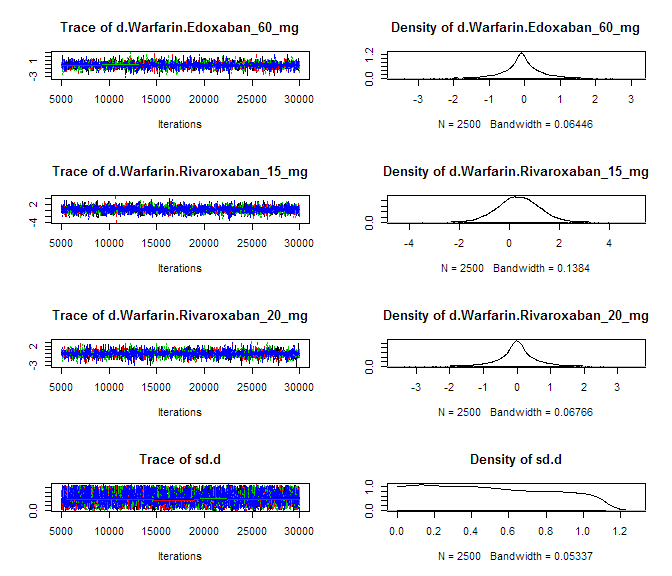 Trace of d.Warfarin.Edoxaban_60_mg
-3 1
5000 10000 15000 20000 25000 30000
Iterations
Density of d.Warfarin.Edoxaban_60_mg
0.0 1.2
-3 -2 -1 0 1 2 3
N = 2500 Bandwidth = 0.06446
Trace of d.Warfarin.Rivaroxaban_15_mg
-4 2
5000 10000 15000 20000 25000 30000
Iterations
Density of d.Warfarin.Rivaroxaban_15_mg
0.0
-4 -2 0 2 4
N = 2500 Bandwidth = 0.1384
Trace of d.Warfarin.Rivaroxaban_20_mg
-3 2
5000 10000 15000 20000 25000 30000
Iterations
Density of d.Warfarin.Rivaroxaban_20_mg
0.0
-3 -2 -1 0 1 2 3
N = 2500 Bandwidth = 0.06766
Trace of sd.d
0.0
5000 10000 15000 20000 25000 30000
Iterations
Density of sd.d
0.0 1.0
0.0 0.2 0.4 0.6 0.8 1.0 1.2
N = 2500 Bandwidth = 0.05337